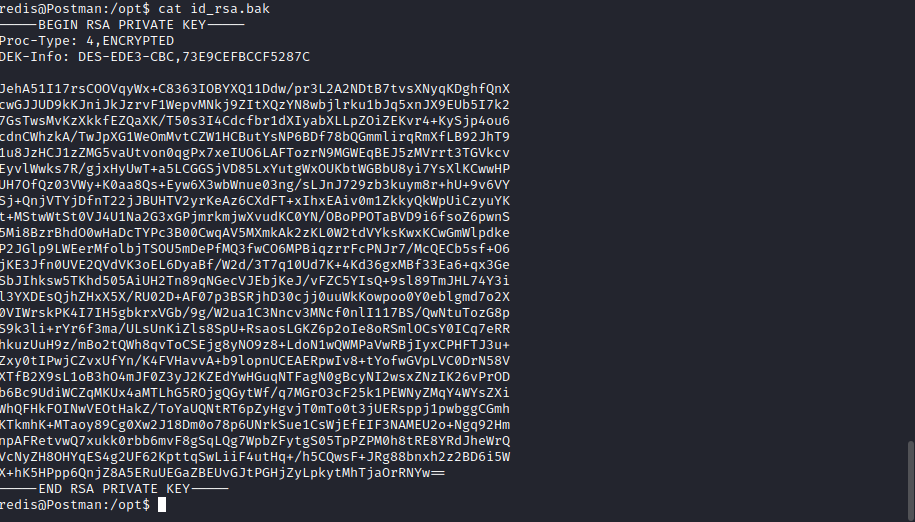 redis@Postman:/opt$ cat id_rsa.bak
-----BEGIN RSA PRIVATE KEY-----
Proc-Type: 4,ENCRYPTED
DEK-Info: DES-EDE3-CBC,73E9CEFBCCF5287C
JehA51I17rsCOOVqyWx+C8363IOBYXQ11Ddw/pr3L2A2NDtB7tvsXNyqKDghfQnX
cwGJJUD9kKJniJkJzrvF1WepvMNkj9ZItXQzYN8wbjlrku1bJq5xnJX9EUb5I7k2
7GsTwsMvKzXkkfEZQaXK/T50s3I4Cdcfbr1dXIyabXLLpZOiZEKvr4+KySjp4ou6
cdnCWhzkA/TwJpXG1WeOmMvtCZW1HCButYsNP6BDf78bQGmmlirqRmXfLB92JhT9
1u8JzHCJ1zZMG5vaUtvon0qgPx7xeIUO6LAFTozrN9MGWEqBEJ5zMVrrt3TGVkcv
EyvlWwks7R/gjxHyUwT+a5LCGGSjVD85LxYutgWxOUKbtWGBbU8yi7YsXlKCwwHP
UH7OfQz03VWy+K0aa8Qs+Eyw6X3wbWnue03ng/sLJnJ729zb3kuym8r+hU+9v6VY
Sj+QnjVTYjDfnT22jJBUHTV2yrKeAz6CXdFT+xIhxEAiv0m1ZkkyQkWpUiCzyuYK
t+MStwWtSt0VJ4U1Na2G3xGPjmrkmjwXvudKC0YN/OBoPPOTaBVD9i6fsoZ6pwnS
5Mi8BzrBhdO0wHaDcTYPc3B00CwqAV5MXmkAk2zKL0W2tdVYksKwxKCwGmWlpdke
P2JGlp9LWEerMfolbjTSOU5mDePfMQ3fwCO6MPBiqzrrFcPNJr7/McQECb5sf+O6
jKE3Jfn0UVE2QVdVK3oEL6DyaBf/W2d/3T7q10Ud7K+4Kd36gxMBf33Ea6+qx3Ge
SbJIhksw5TKhd505AiUH2Tn89qNGecVJEbjKeJ/vFZC5YIsQ+9sl89TmJHL74Y3i
l3YXDEsQjhZHxX5X/RU02D+AF07p3BSRjhD30cjj0uuWkKowpoo0Y0eblgmd7o2X
0VIWrskPK4I7IH5gbkrxVGb/9g/W2ua1C3Nncv3MNcf0nlI117BS/QwNtuTozG8p
S9k3li+rYr6f3ma/ULsUnKiZls8SpU+RsaosLGKZ6p2oIe8oRSmlOCsY0ICq7eRR
hkuzUuH9z/mBo2tQWh8qvToCSEjg8yNO9z8+LdoN1wQWMPaVwRBjIyxCPHFTJ3u+
Zxy0tIPwjCZvxUfYn/K4FVHavvA+b9lopnUCEAERpwIv8+tYofwGVpLVC0DrN58V
XTfB2X9sL1oB3hO4mJF0Z3yJ2KZEdYwHGuqNTFagN0gBcyNI2wsxZNzIK26vPrOD
b6Bc9UdiWCZqMKUx4aMTLhG5ROjgQGytWf/q7MGrO3cF25k1PEWNyZMqY4WYsZXi
WhQFHkFOINwVEOtHakZ/ToYaUQNtRT6pZyHgvjT0mTo0t3jUERsppj1pwbggCGmh
KTkmhK+MTaoy89Cg0Xw2J18Dm0o78p6UNrkSue1CsWjEfEIF3NAMEU2o+Ngq92Hm
npAFRetvwQ7xukk0rbb6mvF8gSqLQg7WpbZFytgS05TpPZPM0h8tRE8YRdJheWrQ
VcNyZH8OHYqES4g2UF62KpttqSwLiiF4utHq+/h5CQwsF+JRg88bnxh2z2BD6i5W
X+hK5HPpp6QnjZ8A5ERuUEGaZBEUvGJtPGHjZyLpkytMhTjaOrRNYw==
-----END RSA PRIVATE KEY-----
redis@Postman:/opt$